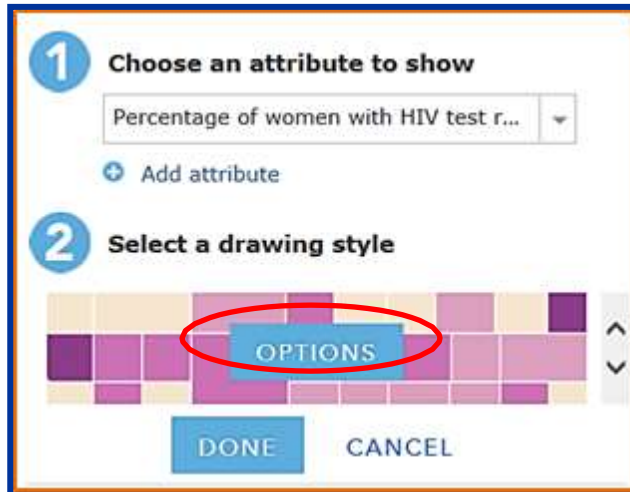 1
Choose an attribute to show
Percentage of women with HIV test r...
Add attribute
2
Select a drawing style
OPTIONS
DONE CANCEL